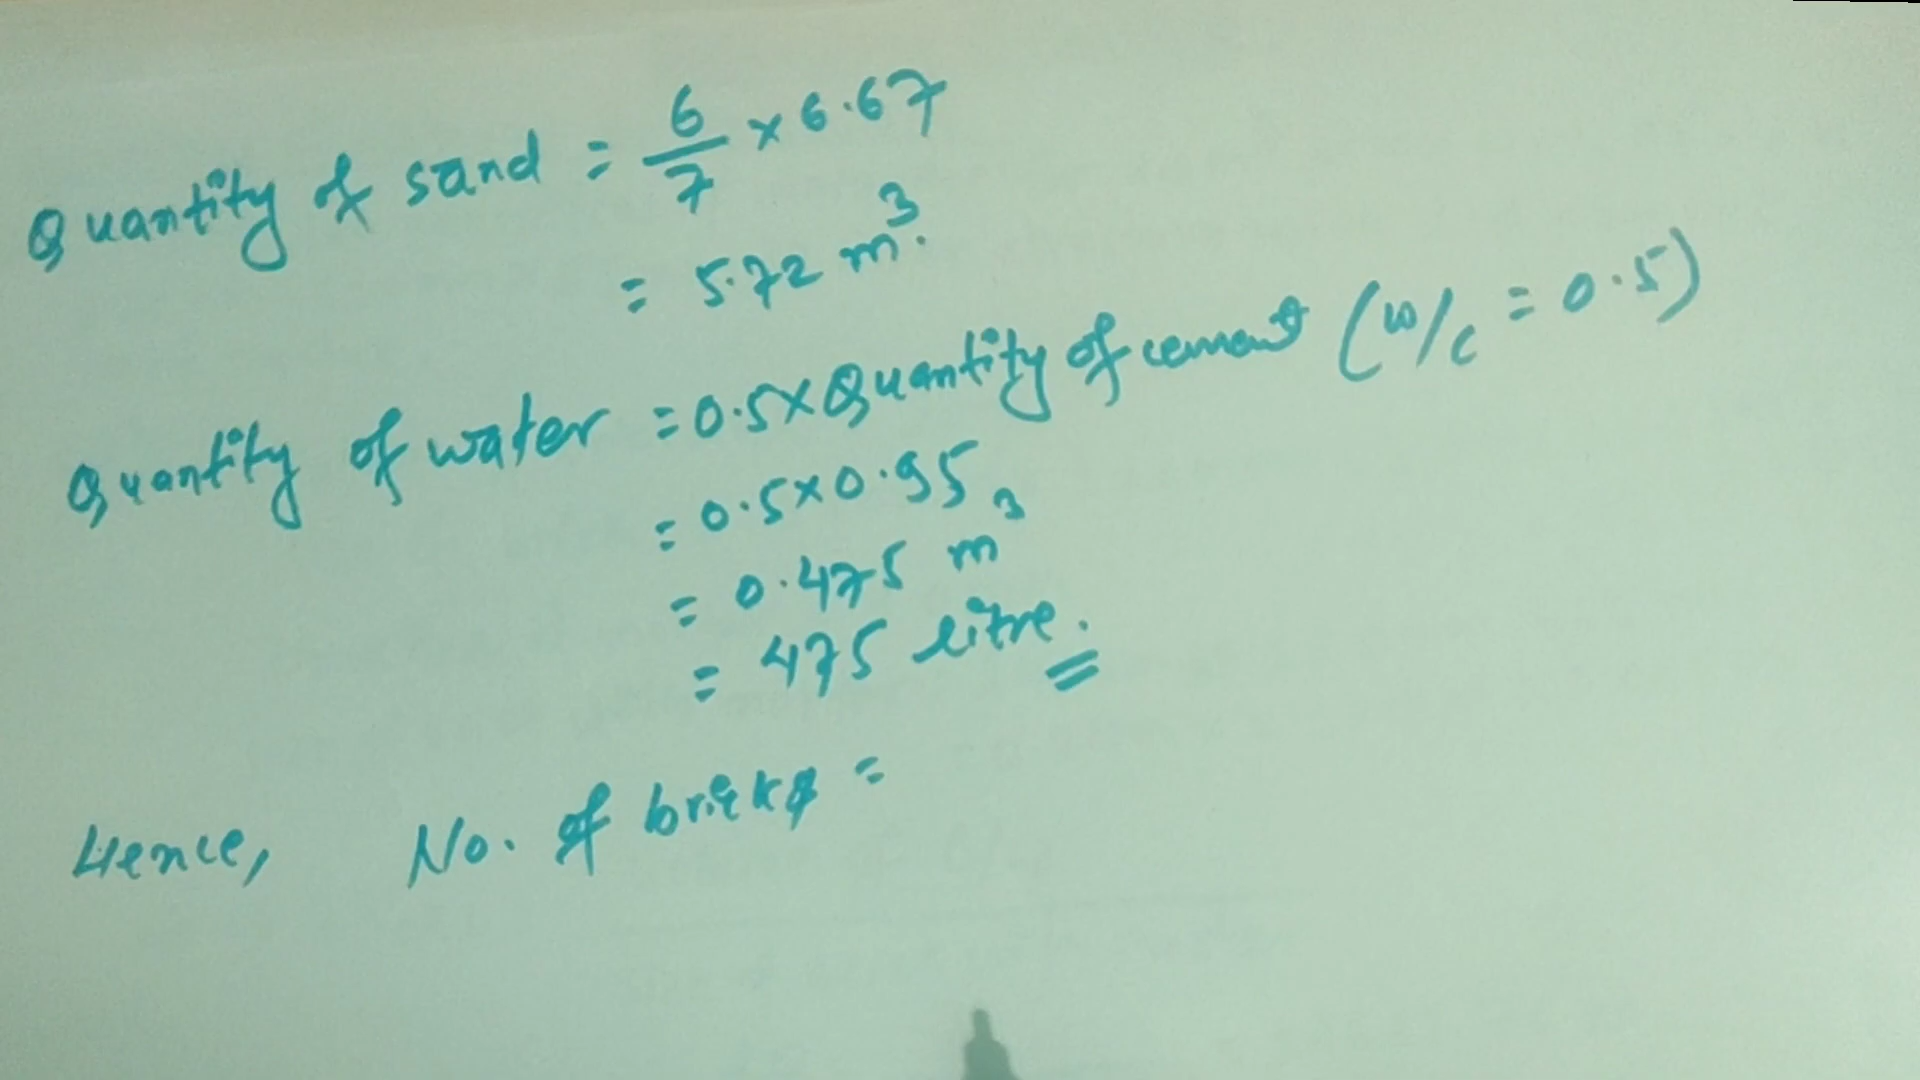 Quantity of sand = 6/7 × 6.67
= 5.72 m³.
Quantity of water = 0.5×Quantity of cement (w/c = 0.5)
= 0.5×0.95
= 0.475 m³
= 475 litre.
Hence, No. of bricks =